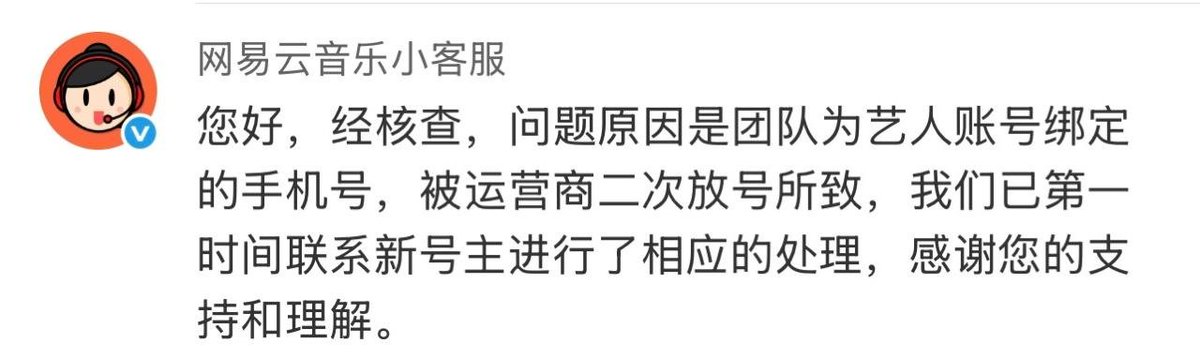 网易云音乐小客服
您好，经核查，问题原因是团队为艺人账号绑定
的手机号，被运营商二次放号所致，我们已第一
时间联系新号主进行了相应的处理，感谢您的支
持和理解。